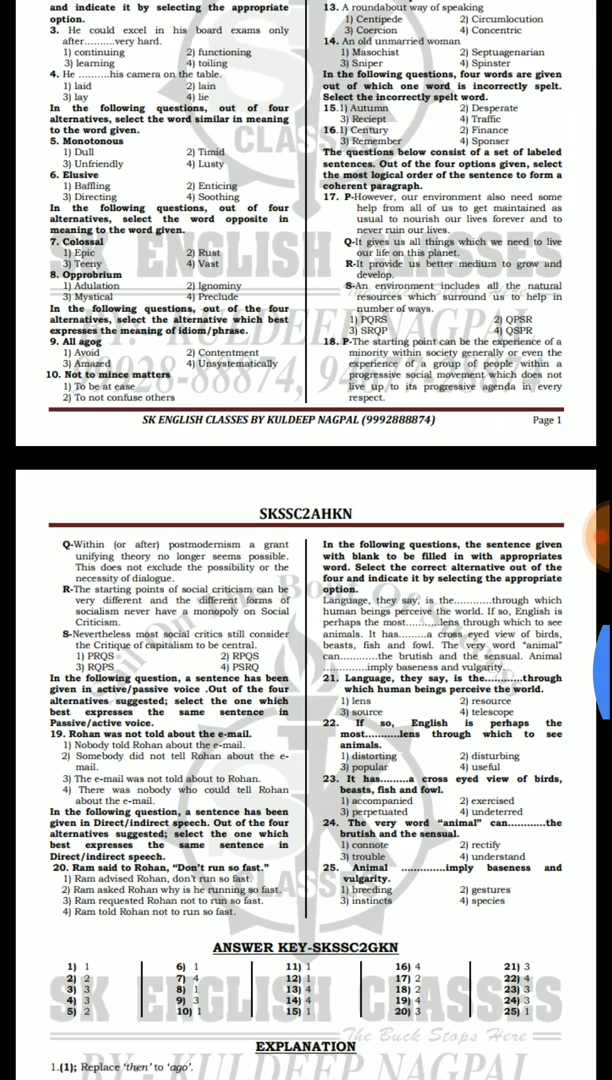 and indicate it by selecting the appropriate
option.
3. He could excel in his board exams only
after..........very hard.
1) continuing 2) functioning
3) learning 4) toiling
4. He ..........his camera on the table.
1) laid 2) lain
3) lay 4) lie
In the following questions, out of four
alternatives, select the word similar in meaning
to the word given.
5. Monotonous
1) Dull 2) Timid
3) Unfriendly 4) Lusty
6. Elusive
1) Baffling 2) Enticing
3) Directing 4) Soothing
In the following questions, out of four
alternatives, select the word opposite in
meaning to the word given.
7. Colossal
1) Epic 2) Rust
3) Teeny 4) Vast
8. Opprobrium
1) Adulation 2) Ignominy
3) Mystical 4) Preclude
In the following questions, out of four
alternatives, select the alternative which best
expresses the meaning of idiom/phrase.
9. All agog
1) Avoid 2) Contentment
3) Amazed 4) Unsystematically
10. Not to mince matters
1) To be at ease
2) To not confuse others
13. A roundabout way of speaking
1) Centipede 2) Circumlocution
3) Coercion 4) Concentric
14. An old unmarried woman
1) Masochist 2) Septuagenarian
3) Sniper 4) Spinster
In the following questions, four words are given
out of which one word is incorrectly spelt.
Select the incorrectly spelt word.
15.1) Autumn 2) Desperate
3) Reciept 4) Traffic
16.1) Century 2) Finance
3) Remember 4) Sponser
The questions below consist of a set of labeled
sentences. Out of the four options given, select
the most logical order of the sentence to form a
coherent paragraph.
17. P-However, our environment also need some
help from all of us to get maintained as
usual to nourish our lives forever and to
never ruin our lives.
Q-It gives us all things which we need to live
our life on this planet.
R-It provide us better medium to grow and
develop.
S-An environment includes all the natural
resources which surround us to help in
number of ways.
1) PQRS 2) QPSR
3) SRQP 4) QSPR
18. P-The starting point can be the experience of a
minority within society generally or even the
experience of a group of people within a
progressive social movement which does not
live up to its progressive agenda in every
respect.
SK ENGLISH CLASSES BY KULDEEP NAGPAL (9992888874) Page 1
SKSSC2AHKN
Q-Within (or after) postmodernism a grant
unifying theory no longer seems possible.
This does not exclude the possibility or the
necessity of dialogue.
R-The starting points of social criticism can be
very different and the different forms of
socialism never have a monopoly on Social
Criticism.
S-Nevertheless most social critics still consider
the Critique of capitalism to be central.
1) PRQS 2) RPQS
3) RQPS 4) PSRQ
In the following question, a sentence has been
given in active/passive voice .Out of the four
alternatives suggested; select the one which
best expresses the same sentence in
Passive/active voice.
19. Rohan was not told about the e-mail.
1) Nobody told Rohan about the e-mail.
2) Somebody did not tell Rohan about the e-
mail.
3) The e-mail was not told about to Rohan.
4) There was nobody who could tell Rohan
about the e-mail.
In the following question, a sentence has been
given in Direct/indirect speech. Out of the four
alternatives suggested; select the one which
best expresses the same sentence in
Direct/indirect speech.
20. Ram said to Rohan, "Don't run so fast."
1) Ram advised Rohan, don't run so fast.
2) Ram asked Rohan why is he running so fast.
3) Ram requested Rohan not to run so fast.
4) Ram told Rohan not to run so fast.
In the following questions, the sentence given
with blank to be filled in with appropriates
word. Select the correct alternative out of the
four and indicate it by selecting the appropriate
option.
Language, they say, is the............through which
human beings perceive the world. If so, English is
perhaps the most...........lens through which to see
animals. It has.........a cross eyed view of birds,
beasts, fish and fowl. The very word "animal"
can............the brutish and the sensual. Animal
..............imply baseness and vulgarity.
21. Language, they say, is the............through
which human beings perceive the world.
1) lens 2) resource
3) source 4) telescope
22. If so, English is perhaps the
most...........lens through which to see
animals.
1) distorting 2) disturbing
3) popular 4) useful
23. It has.........a cross eyed view of birds,
beasts, fish and fowl.
1) accompanied 2) exercised
3) perpetuated 4) undeterred
24. The very word "animal" can............the
brutish and the sensual.
1) connote 2) rectify
3) trouble 4) understand
25. Animal ..............imply baseness and
vulgarity.
1) breeding 2) gestures
3) instincts 4) species
ANSWER KEY-SKSSC2GKN
1) 1 6) 1 11) 1 16) 4 21) 3
2) 2 7) 4 12) 1 17) 2 22) 4
3) 3 8) 1 13) 4 18) 2 23) 3
4) 3 9) 3 14) 4 19) 4 24) 3
5) 2 10) 1 15) 1 20) 3 25) 1
SK ENGLISH CLASSES
The Buck Stops Here
EXPLANATION
BY- KULDEEP NAGPAL
1.(1); Replace 'then' to 'ago'.